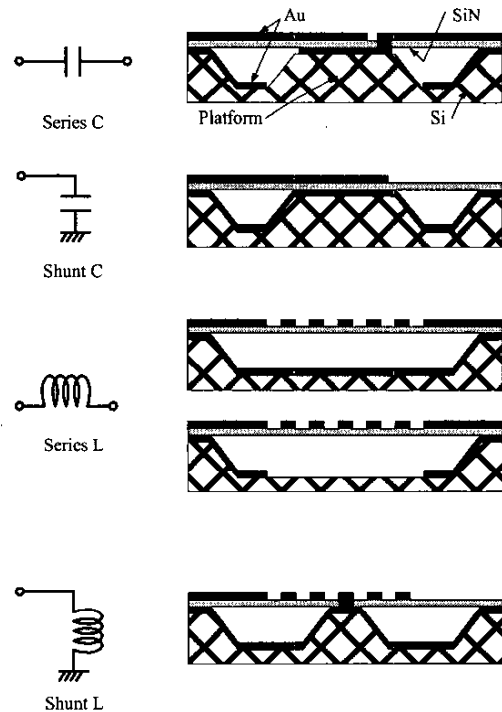 Au
SiN
Series C
Platform
Si
Shunt C
Series L
Shunt L